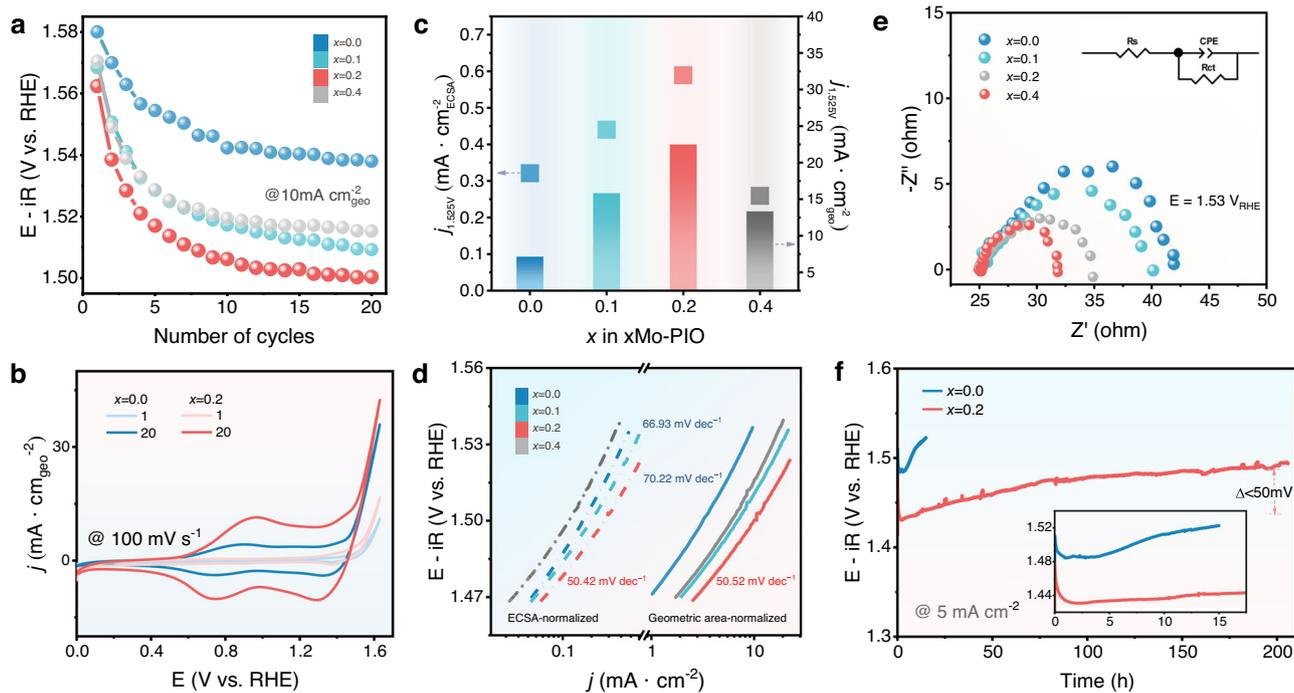 a
E - iR (V vs. RHE)
1.58
1.56
1.54
1.52
1.50
x=0.0
x=0.1
x=0.2
x=0.4
@10mA cm-2geo
0 5 10 15 20
Number of cycles
b
j (mA · cmgeo-2)
30
0
x=0.0 x=0.2
1 1
20 20
@ 100 mV s-1
0.0 0.4 0.8 1.2 1.6
E (V vs. RHE)
c
j1.525V (mA · cm-2ECSA)
0.7
0.6
0.5
0.4
0.3
0.2
0.1
0.0
40
35
30
25
20
15
10
5
j1.525V (mA · cm-2geo)
0.0 0.1 0.2 0.4
x in xMo-PIO
d
E - iR (V vs. RHE)
1.56
1.53
1.50
1.47
x=0.0
x=0.1
x=0.2
x=0.4
66.93 mV dec−1
70.22 mV dec−1
50.42 mV dec−1
50.52 mV dec−1
ECSA-normalized
Geometric area-normalized
0.1 1 10
j (mA · cm-2)
e
-Z'' (ohm)
15
10
5
0
x=0.0
x=0.1
x=0.2
x=0.4
Rs
CPE
Rct
E = 1.53 VRHE
25 30 35 40 45 50
Z' (ohm)
f
E - iR (V vs. RHE)
1.6
1.5
1.4
1.3
x=0.0
x=0.2
Δ<50mV
@ 5 mA cm-2
1.52
1.48
1.44
0 5 10 15
0 50 100 150 200
Time (h)